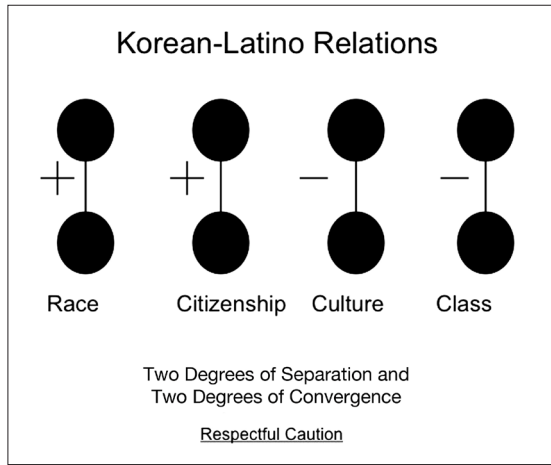 Korean-Latino Relations
+ + – –
Race Citizenship Culture Class
Two Degrees of Separation and
Two Degrees of Convergence
Respectful Caution